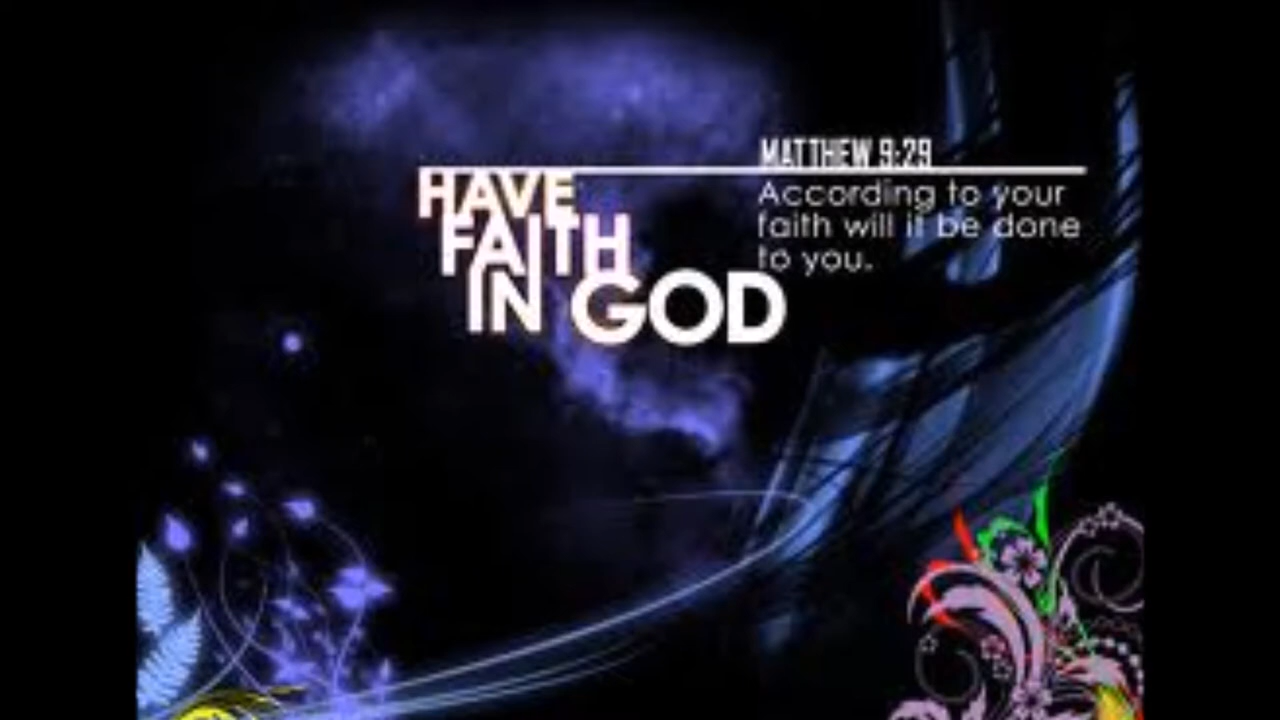 HAVE
FAITH
IN GOD
MATTHEW 9:29
According to your
faith will it be done
to you.